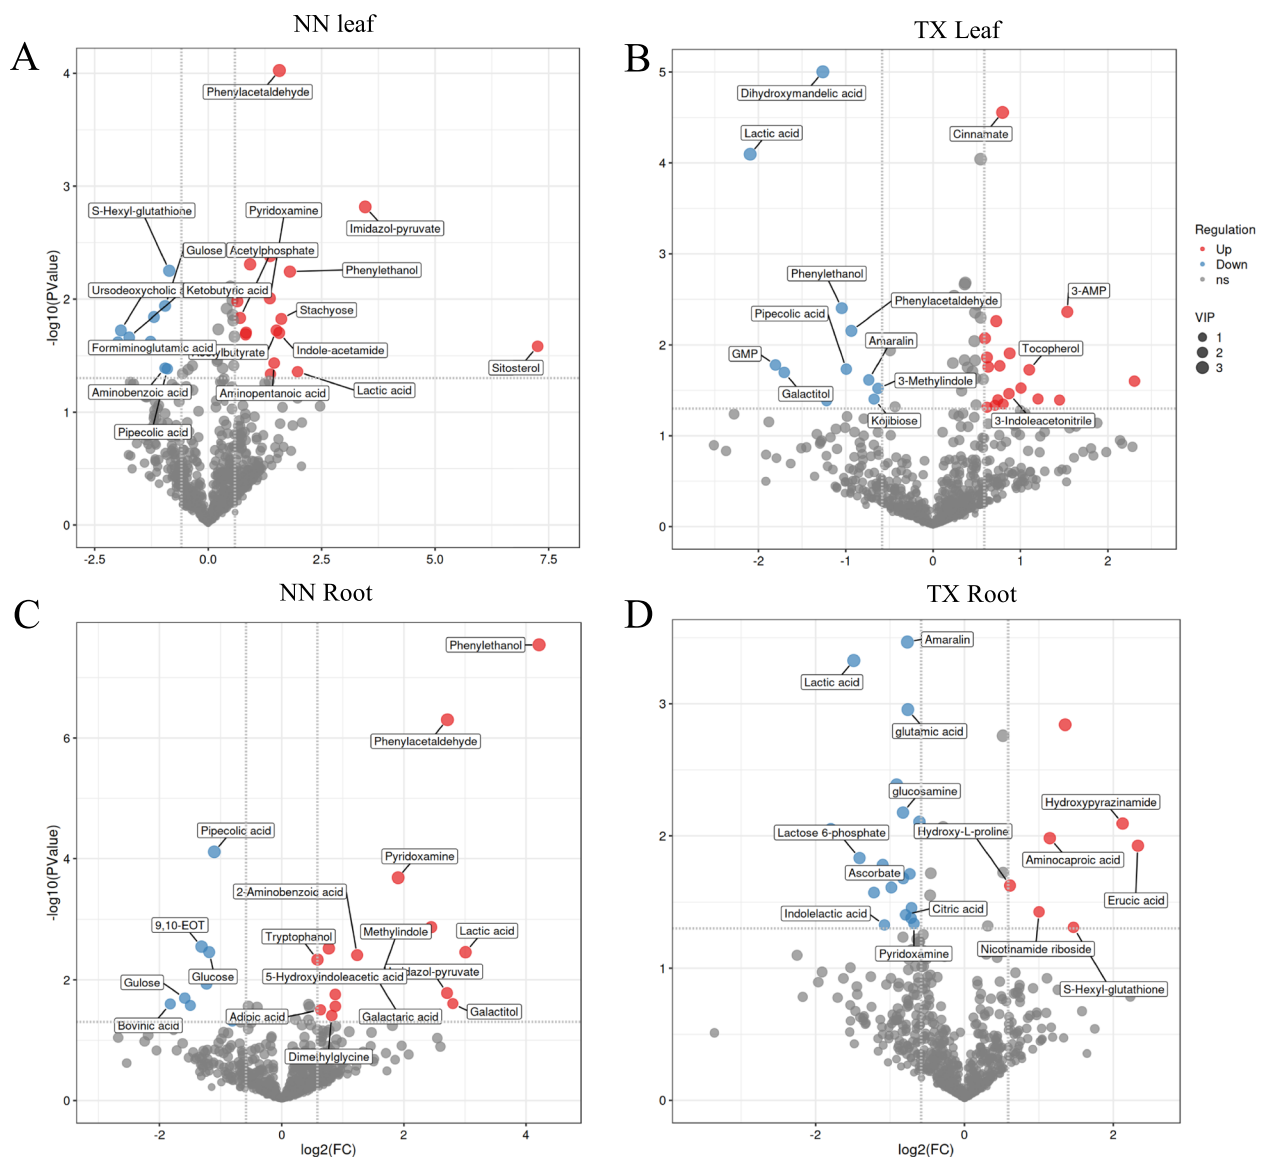 NN leaf
TX Leaf
A
B
4
3
2
1
0
-log10(PValue)
-2.5
0.0
2.5
5.0
7.5
Phenylacetaldehyde
S-Hexyl-glutathione
Pyridoxamine
Imidazol-pyruvate
Gulose
Acetylphosphate
Phenylethanol
Ketobutyric acid
Stachyose
Formiminoglutamic acid
Indole-acetamide
Sitosterol
Aminobenzoic acid
Aminopentanoic acid
Lactic acid
Pipecolic acid
5
4
3
2
1
0
-2
-1
0
1
2
Dihydroxymandelic acid
Cinnamate
Lactic acid
Phenylethanol
3-AMP
Phenylacetaldehyde
Pipecolic acid
Amaralin
Tocopherol
GMP
3-Methylindole
Galactitol
Kojibiose
3-Indoleacetonitrile
Regulation
Up
Down
ns
VIP
1
2
3
NN Root
TX Root
C
D
6
4
2
0
-log10(PValue)
-2
0
2
4
log2(FC)
Phenylethanol
Phenylacetaldehyde
Pipecolic acid
Pyridoxamine
2-Aminobenzoic acid
9,10-EOT
Tryptophanol
Methylindole
Lactic acid
Glucose
5-Hydroxyindoleacetic acid
Gulose
Bovinic acid
Adipic acid
Galactaric acid
Galactitol
Dimethylglycine
3
2
1
0
-2
0
2
log2(FC)
Amaralin
Lactic acid
glutamic acid
glucosamine
Hydroxypyrazinamide
Lactose 6-phosphate
Hydroxy-L-proline
Aminocaproic acid
Ascorbate
Erucic acid
Indolelactic acid
Citric acid
Pyridoxamine
Nicotinamide riboside
S-Hexyl-glutathione